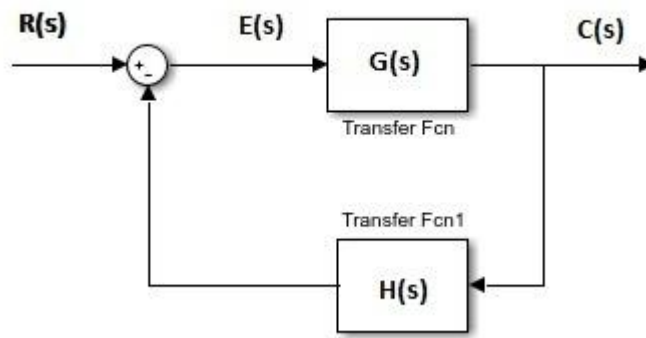 R(s)
E(s)
C(s)
+
-
G(s)
Transfer Fcn
Transfer Fcn1
H(s)